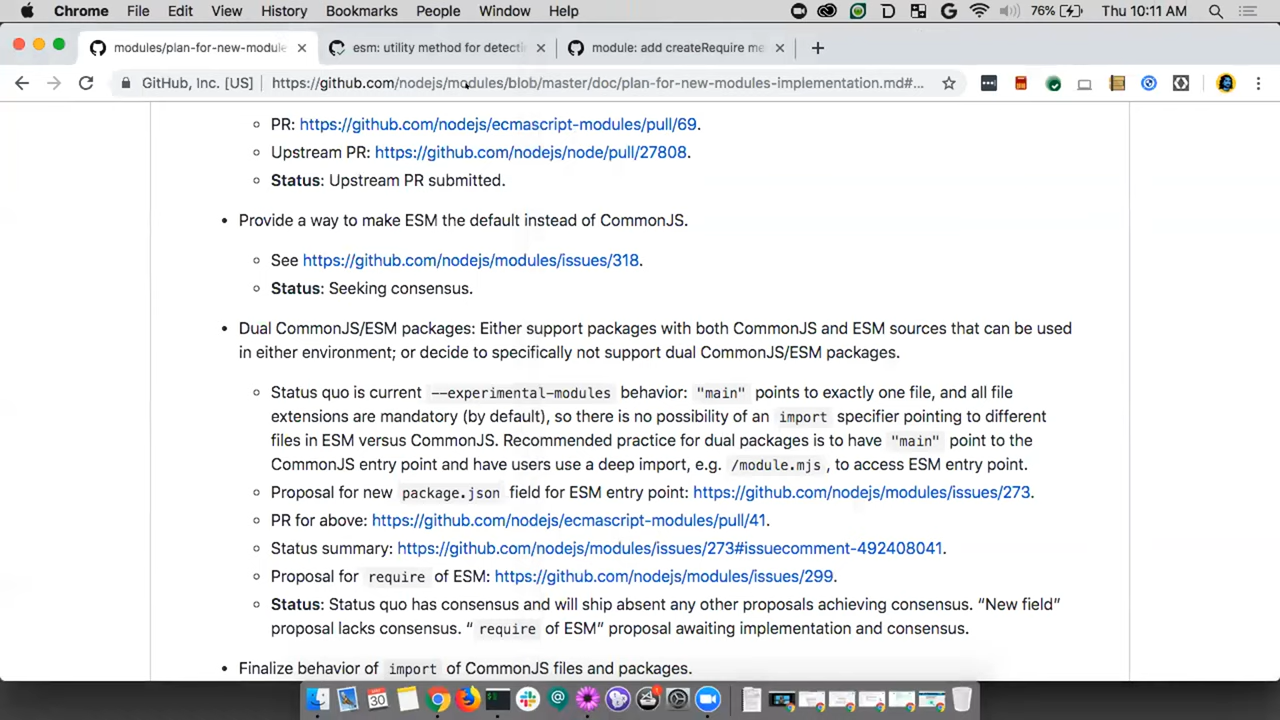 Chrome File Edit View History Bookmarks People Window Help 76% Thu 10:11 AM
modules/plan-for-new-module esm: utility method for detecti module: add createRequire me
GitHub, Inc. [US] https://github.com/nodejs/modules/blob/master/doc/plan-for-new-modules-implementation.md#...
PR: https://github.com/nodejs/ecmascript-modules/pull/69.
Upstream PR: https://github.com/nodejs/node/pull/27808.
Status: Upstream PR submitted.
Provide a way to make ESM the default instead of CommonJS.
See https://github.com/nodejs/modules/issues/318.
Status: Seeking consensus.
Dual CommonJS/ESM packages: Either support packages with both CommonJS and ESM sources that can be used
in either environment; or decide to specifically not support dual CommonJS/ESM packages.
Status quo is current --experimental-modules behavior: "main" points to exactly one file, and all file
extensions are mandatory (by default), so there is no possibility of an import specifier pointing to different
files in ESM versus CommonJS. Recommended practice for dual packages is to have "main" point to the
CommonJS entry point and have users use a deep import, e.g. /module.mjs, to access ESM entry point.
Proposal for new package.json field for ESM entry point: https://github.com/nodejs/modules/issues/273.
PR for above: https://github.com/nodejs/ecmascript-modules/pull/41.
Status summary: https://github.com/nodejs/modules/issues/273#issuecomment-492408041.
Proposal for require of ESM: https://github.com/nodejs/modules/issues/299.
Status: Status quo has consensus and will ship absent any other proposals achieving consensus. “New field”
proposal lacks consensus. “ require of ESM” proposal awaiting implementation and consensus.
Finalize behavior of import of CommonJS files and packages.
30